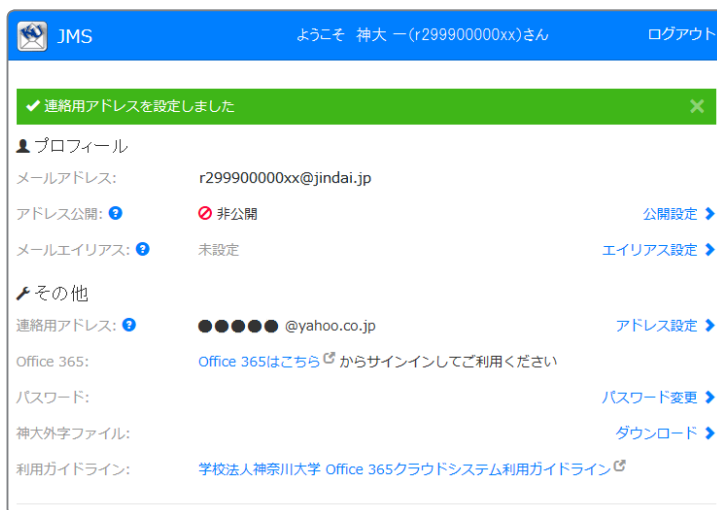 JMS ようこそ 神大 一(r299900000xx)さん ログアウト
連絡用アドレスを設定しました
プロフィール
メールアドレス: r299900000xx@jindai.jp
アドレス公開: 非公開 公開設定
メールエイリアス: 未設定 エイリアス設定
その他
連絡用アドレス: ●●●●● @yahoo.co.jp アドレス設定
Office 365: Office 365はこちら からサインインしてご利用ください
パスワード: パスワード変更
神大外字ファイル: ダウンロード
利用ガイドライン: 学校法人神奈川大学 Office 365クラウドシステム利用ガイドライン